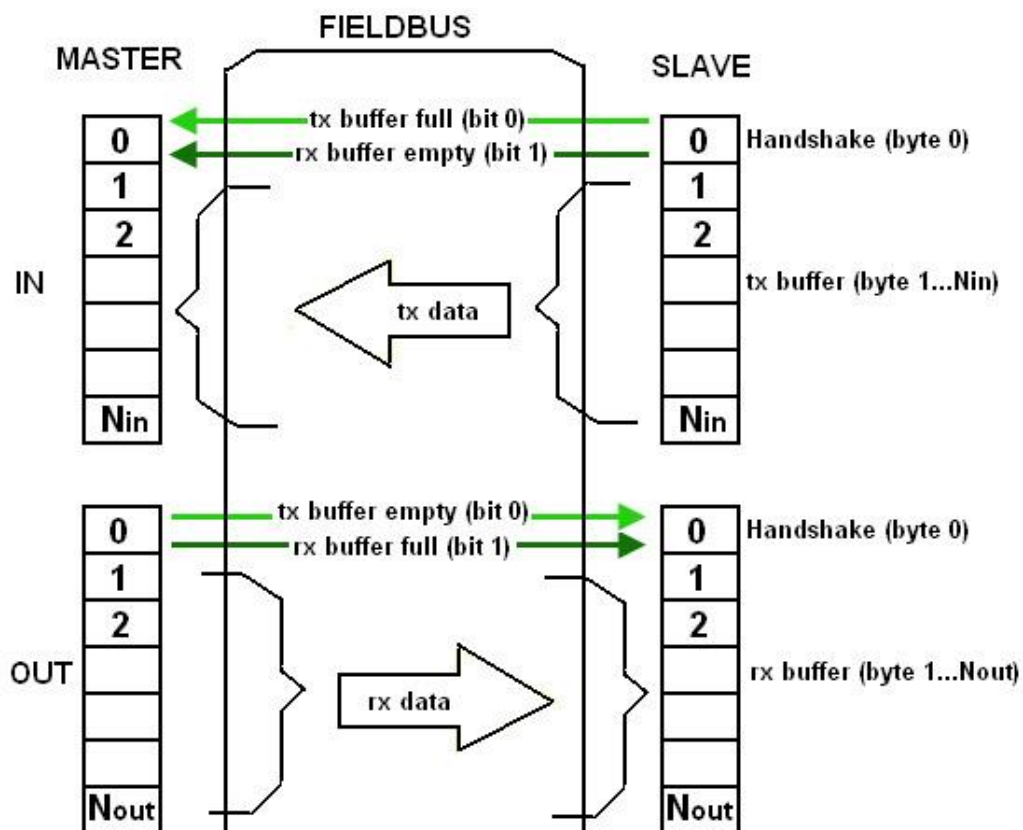 FIELDBUS
MASTER
SLAVE
tx buffer full (bit 0)
0
0
Handshake (byte 0)
rx buffer empty (bit 1)
1
1
2
2
IN
tx data
tx buffer (byte 1...Nin)
Nin
Nin
tx buffer empty (bit 0)
0
0
Handshake (byte 0)
rx buffer full (bit 1)
1
1
2
2
OUT
rx data
rx buffer (byte 1...Nout)
Nout
Nout